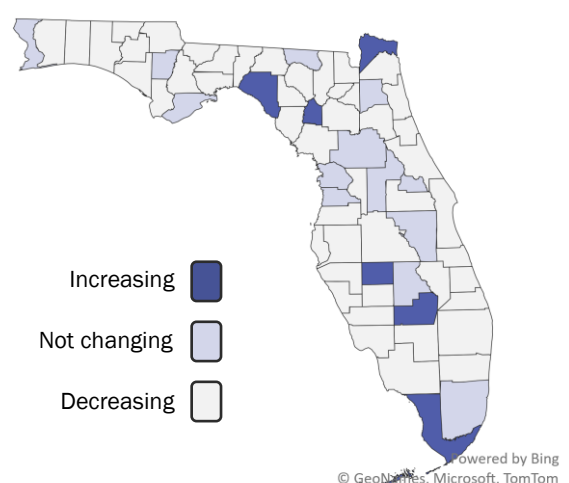 Increasing
Not changing
Decreasing
Powered by Bing
© GeoNames, Microsoft, TomTom